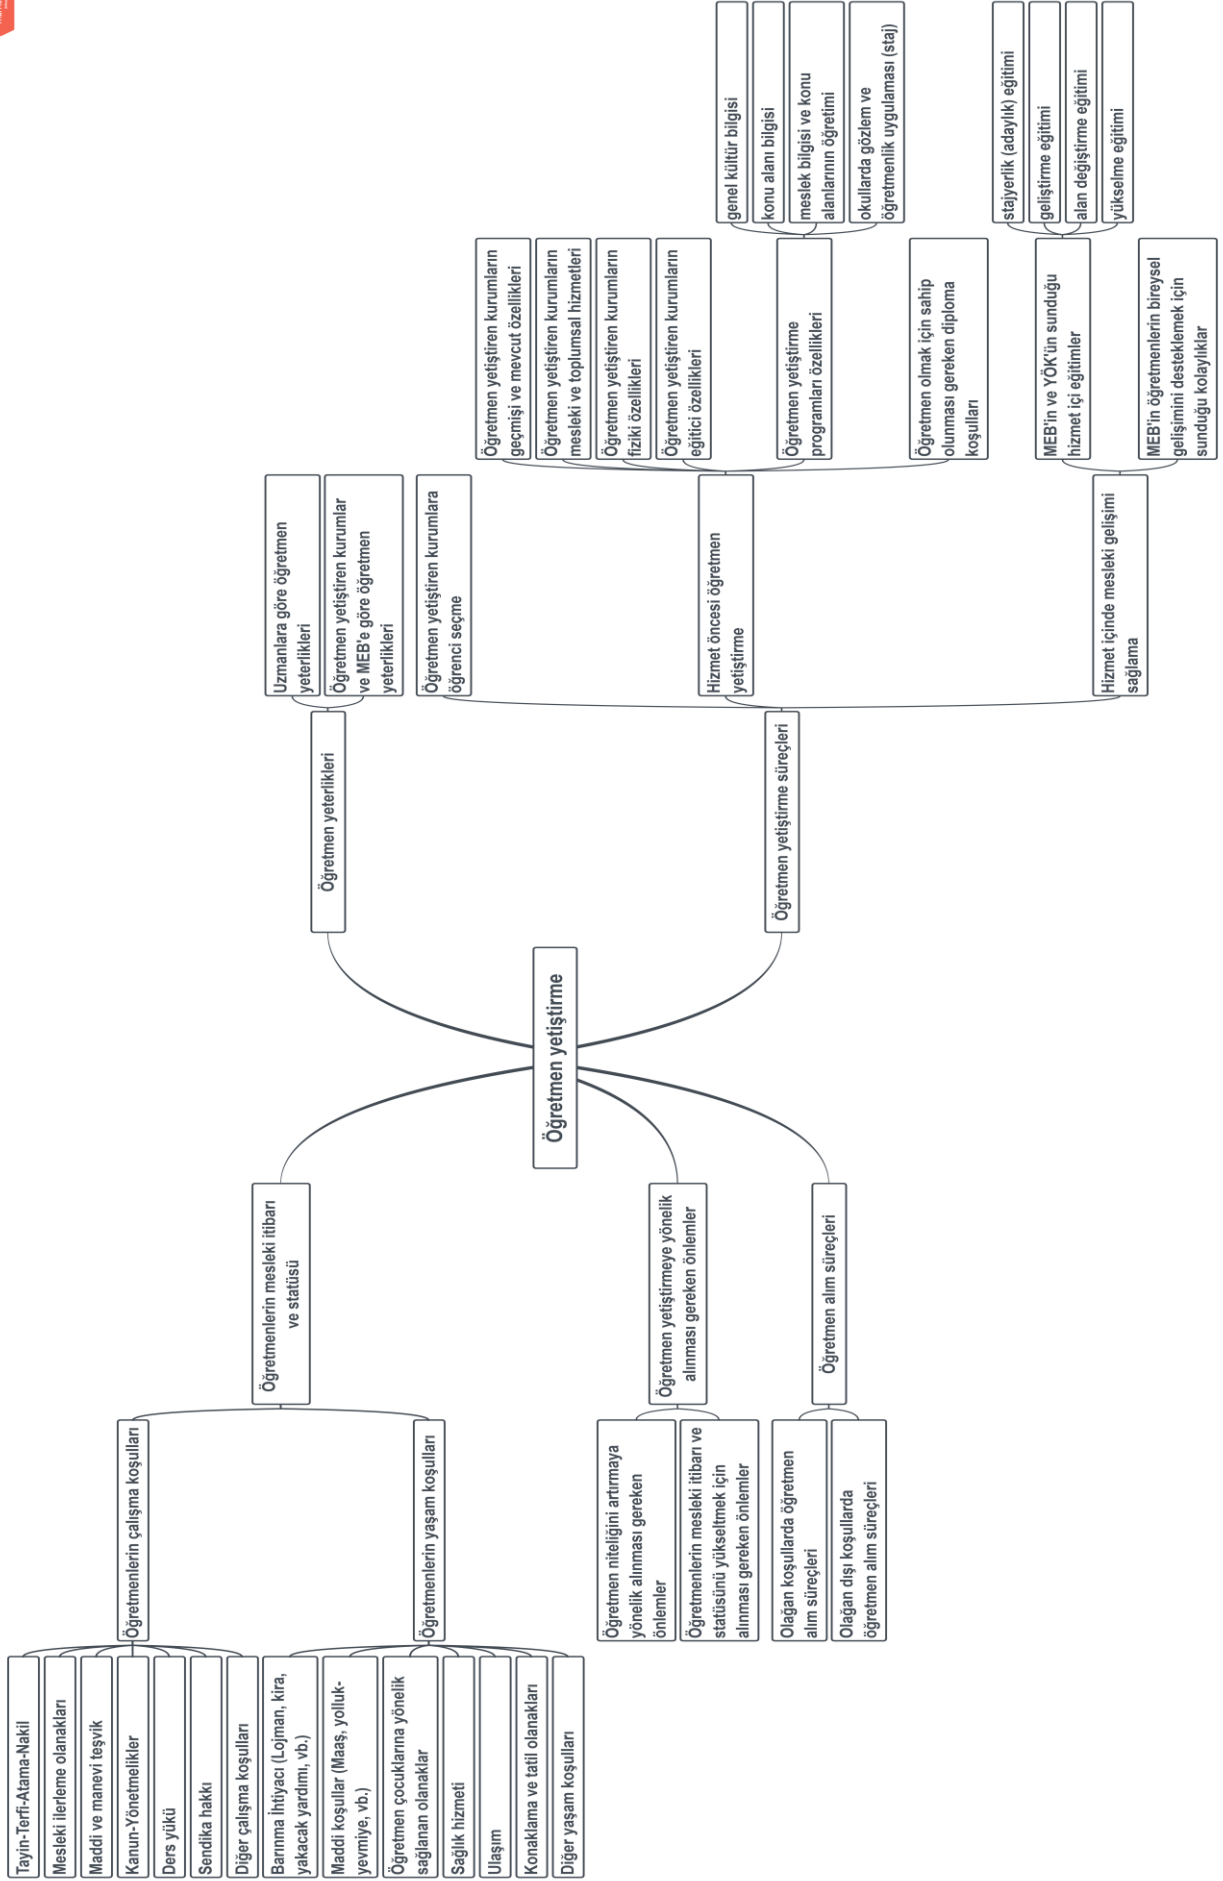 Öğretmen yetiştirme
Öğretmenlerin mesleki itibarı
ve statüsü
Öğretmenlerin çalışma koşulları
Tayin-Terfi-Atama-Nakil
Mesleki ilerleme olanakları
Maddi ve manevi teşvik
Kanun-Yönetmelikler
Ders yükü
Sendika hakkı
Diğer çalışma koşulları
Öğretmenlerin yaşam koşulları
Barınma İhtiyacı (Lojman, kira,
yakacak yardımı, vb.)
Maddi koşullar (Maaş, yolluk-
yevmiye, vb.)
Öğretmen çocuklarına yönelik
sağlanan olanaklar
Sağlık hizmeti
Ulaşım
Konaklama ve tatil olanakları
Diğer yaşam koşulları
Öğretmen yetiştirmeye yönelik
alınması gereken önlemler
Öğretmen niteliğini artırmaya
yönelik alınması gereken
önlemler
Öğretmenlerin mesleki itibarı ve
statüsünü yükseltmek için
alınması gereken önlemler
Öğretmen alım süreçleri
Olağan koşullarda öğretmen
alım süreçleri
Olağan dışı koşullarda
öğretmen alım süreçleri
Öğretmen yeterlikleri
Uzmanlara göre öğretmen
yeterlikleri
Öğretmen yetiştiren kurumlar
ve MEB'e göre öğretmen
yeterlikleri
Öğretmen yetiştirme süreçleri
Öğretmen yetiştiren kurumlara
öğrenci seçme
Hizmet öncesi öğretmen
yetiştirme
Öğretmen yetiştiren kurumların
geçmişi ve mevcut özellikleri
Öğretmen yetiştiren kurumların
mesleki ve toplumsal hizmetleri
Öğretmen yetiştiren kurumların
fiziki özellikleri
Öğretmen yetiştiren kurumların
eğitici özellikleri
Öğretmen yetiştirme
programları özellikleri
genel kültür bilgisi
konu alanı bilgisi
meslek bilgisi ve konu
alanlarının öğretimi
okullarda gözlem ve
öğretmenlik uygulaması (staj)
Öğretmen olmak için sahip
olunması gereken diploma
koşulları
Hizmet içinde mesleki gelişimi
sağlama
MEB'in ve YÖK'ün sunduğu
hizmet içi eğitimler
stajyerlik (adaylık) eğitimi
geliştirme eğitimi
alan değiştirme eğitimi
yükselme eğitimi
MEB'in öğretmenlerin bireysel
gelişimini desteklemek için
sunduğu kolaylıklar